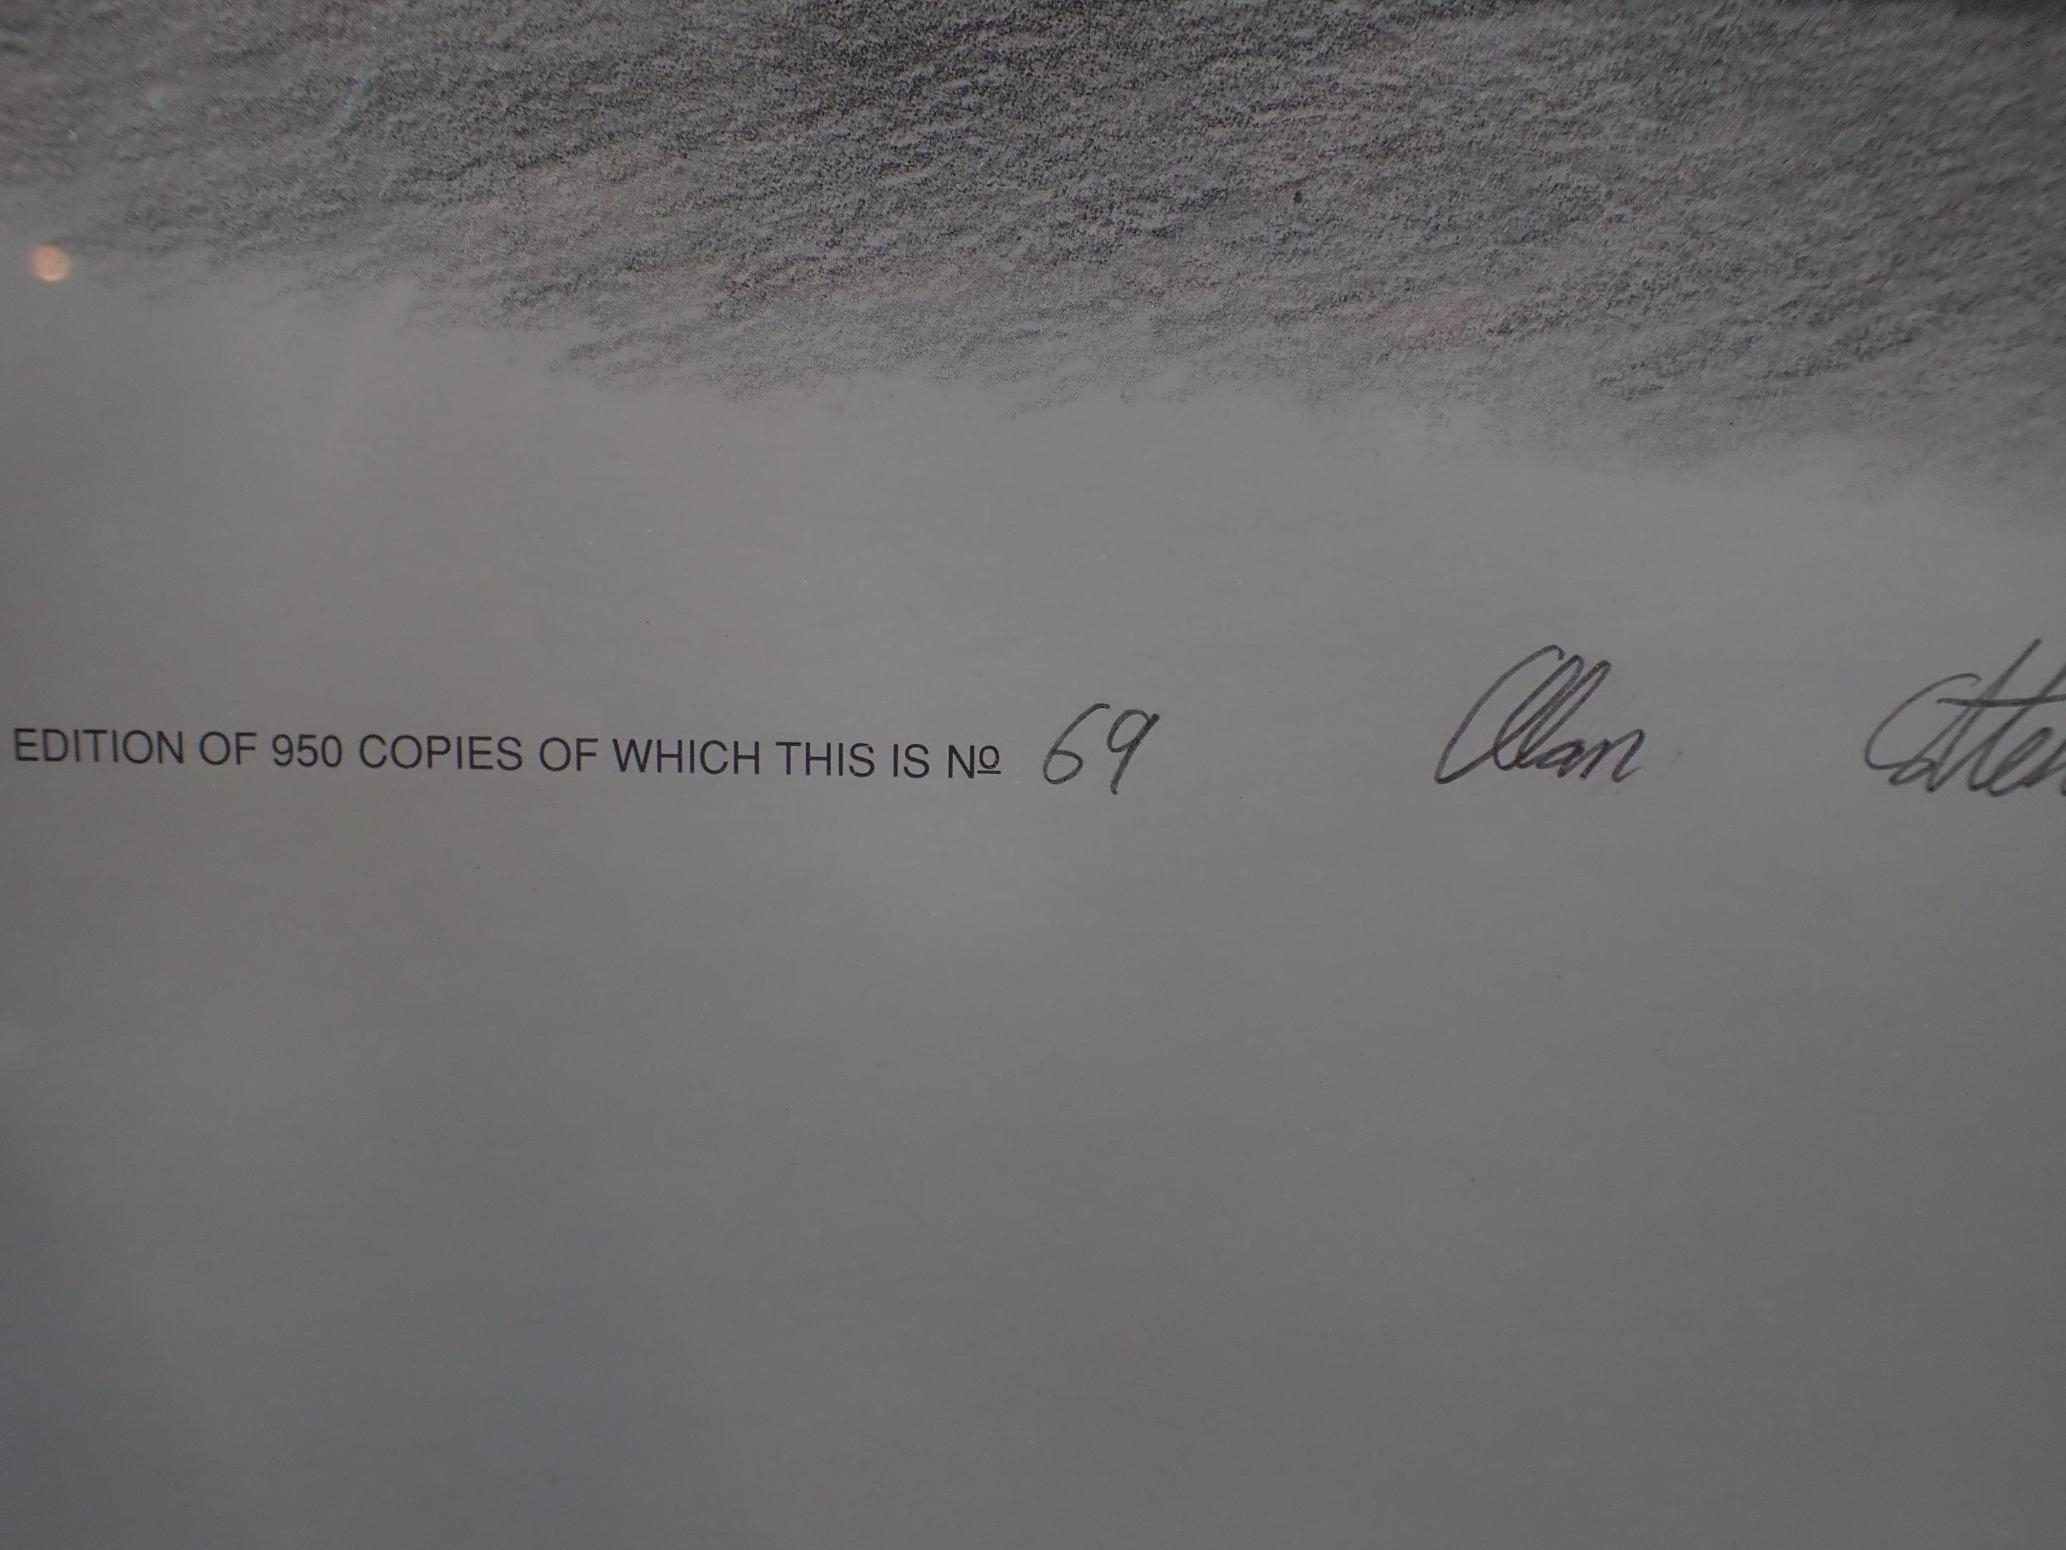 EDITION OF 950 COPIES OF WHICH THIS IS Nº 69 Allan